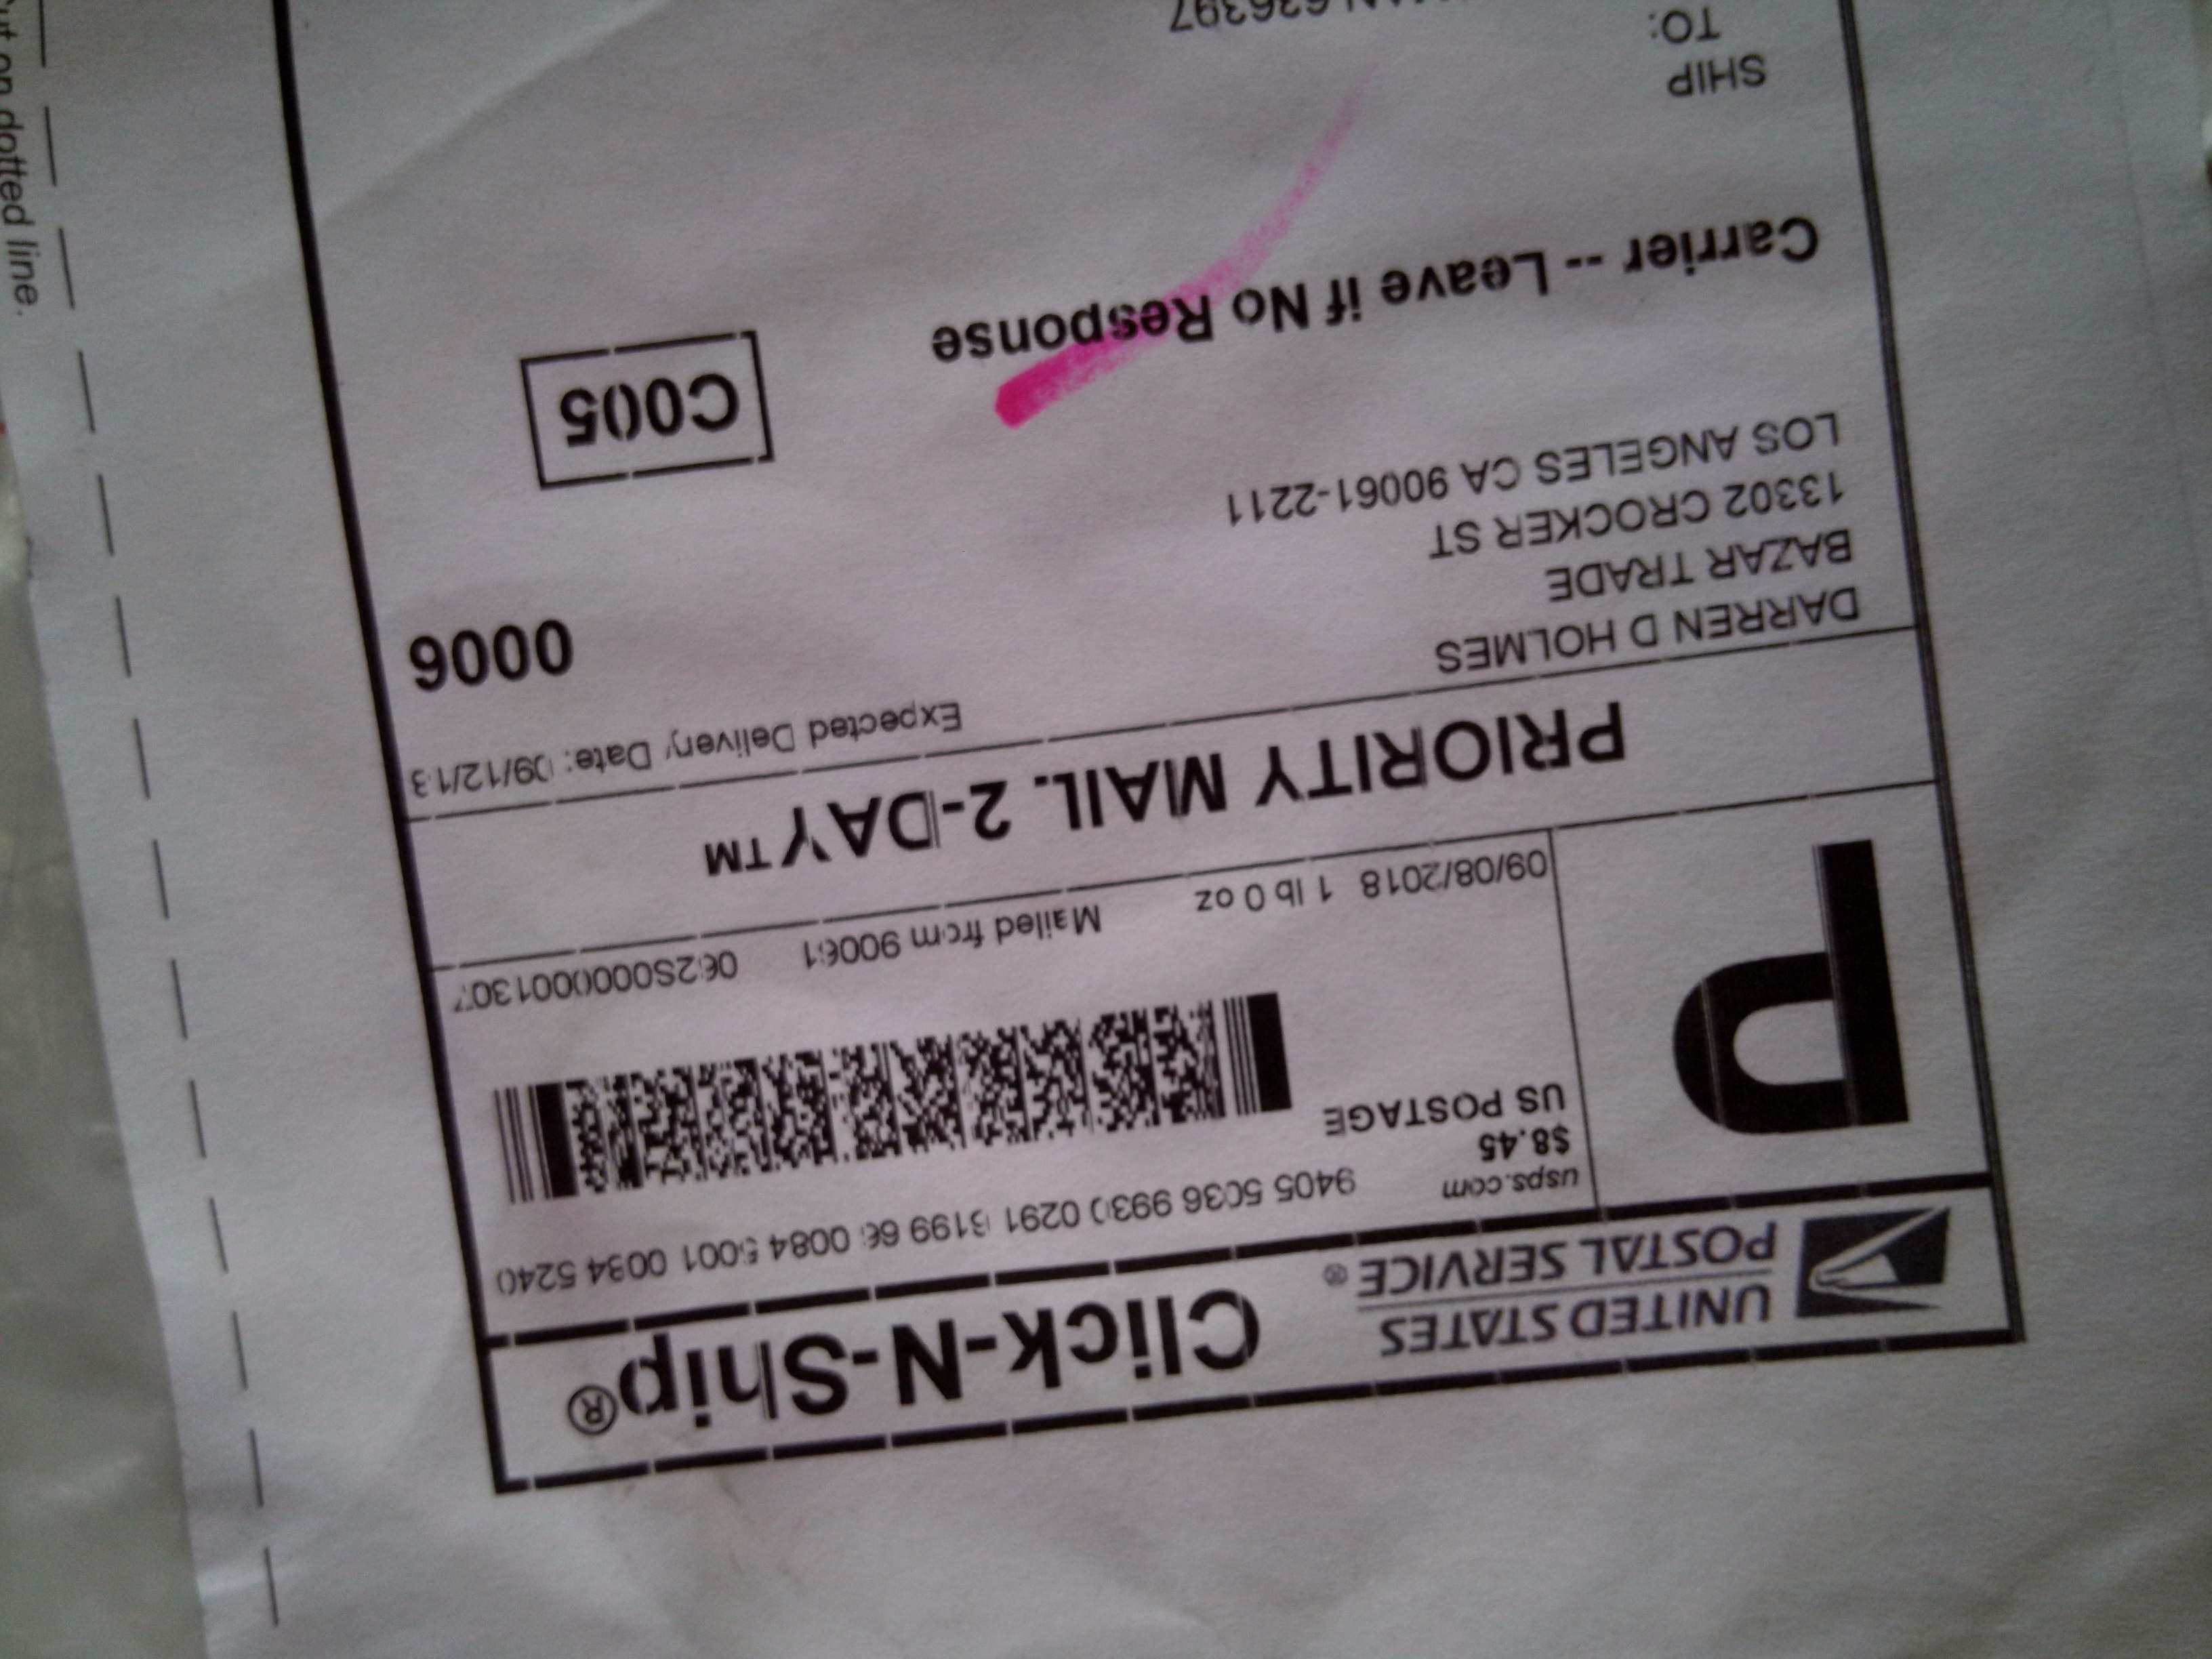 UNITED STATES
POSTAL SERVICE®
Click-N-Ship®
P
usps.com
$8.45
US POSTAGE
9405 5036 9930 0291 6199 66 0084 5001 0034 5240
09/08/2018 1 lb 0 oz
Mailed from 90061
062S0000001307
PRIORITY MAIL. 2-DAY™
DARREN D HOLMES
BAZAR TRADE
13302 CROCKER ST
LOS ANGELES CA 90061-2211
Expected Delivery Date: 09/12/13
0006
C005
Carrier -- Leave if No Response
SHIP
TO:
636397
on dotted line.